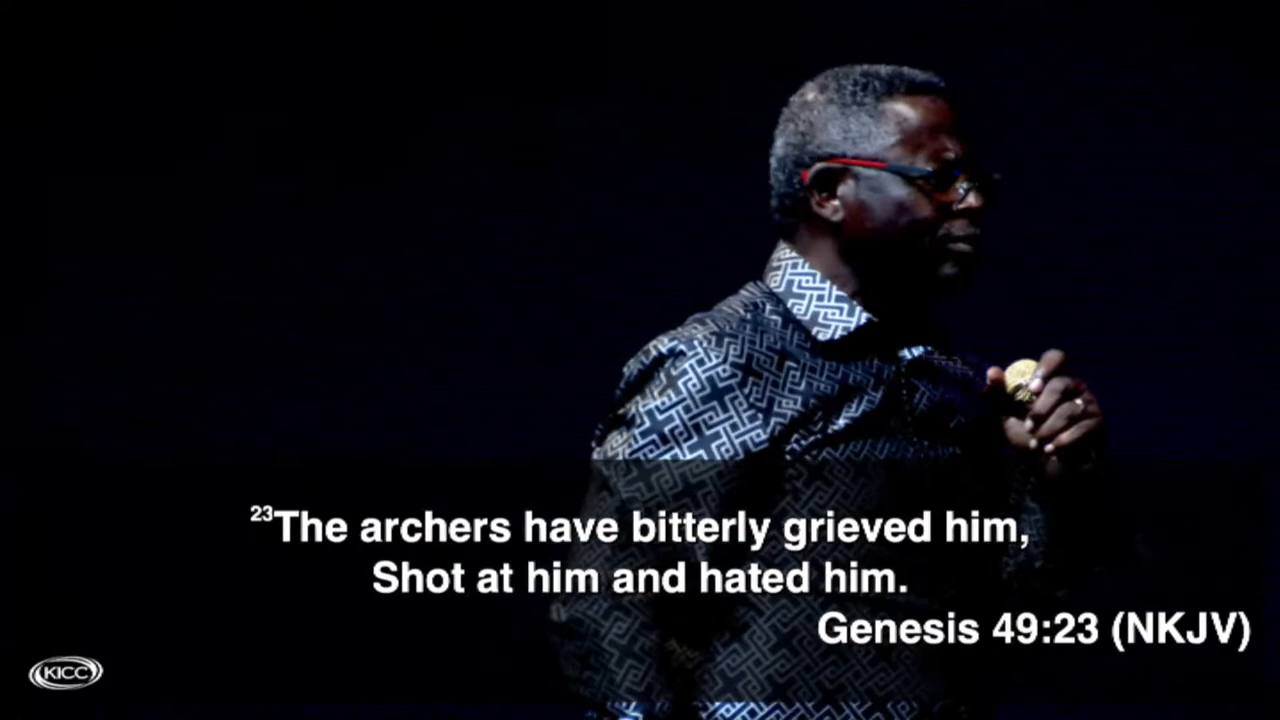 ²³The archers have bitterly grieved him,
Shot at him and hated him.
Genesis 49:23 (NKJV)
KICC